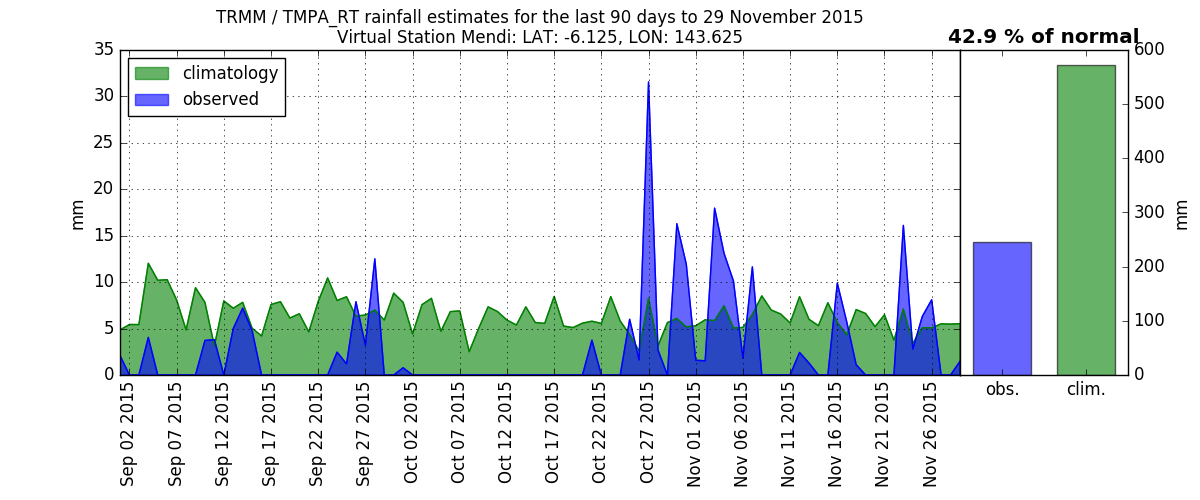 TRMM / TMPA_RT rainfall estimates for the last 90 days to 29 November 2015
Virtual Station Mendi: LAT: -6.125, LON: 143.625
42.9 % of normal
climatology
observed
mm
35
30
25
20
15
10
5
0
Sep 02 2015
Sep 07 2015
Sep 12 2015
Sep 17 2015
Sep 22 2015
Sep 27 2015
Oct 02 2015
Oct 07 2015
Oct 12 2015
Oct 17 2015
Oct 22 2015
Oct 27 2015
Nov 01 2015
Nov 06 2015
Nov 11 2015
Nov 16 2015
Nov 21 2015
Nov 26 2015
600
500
400
300
200
100
0
mm
obs.
clim.